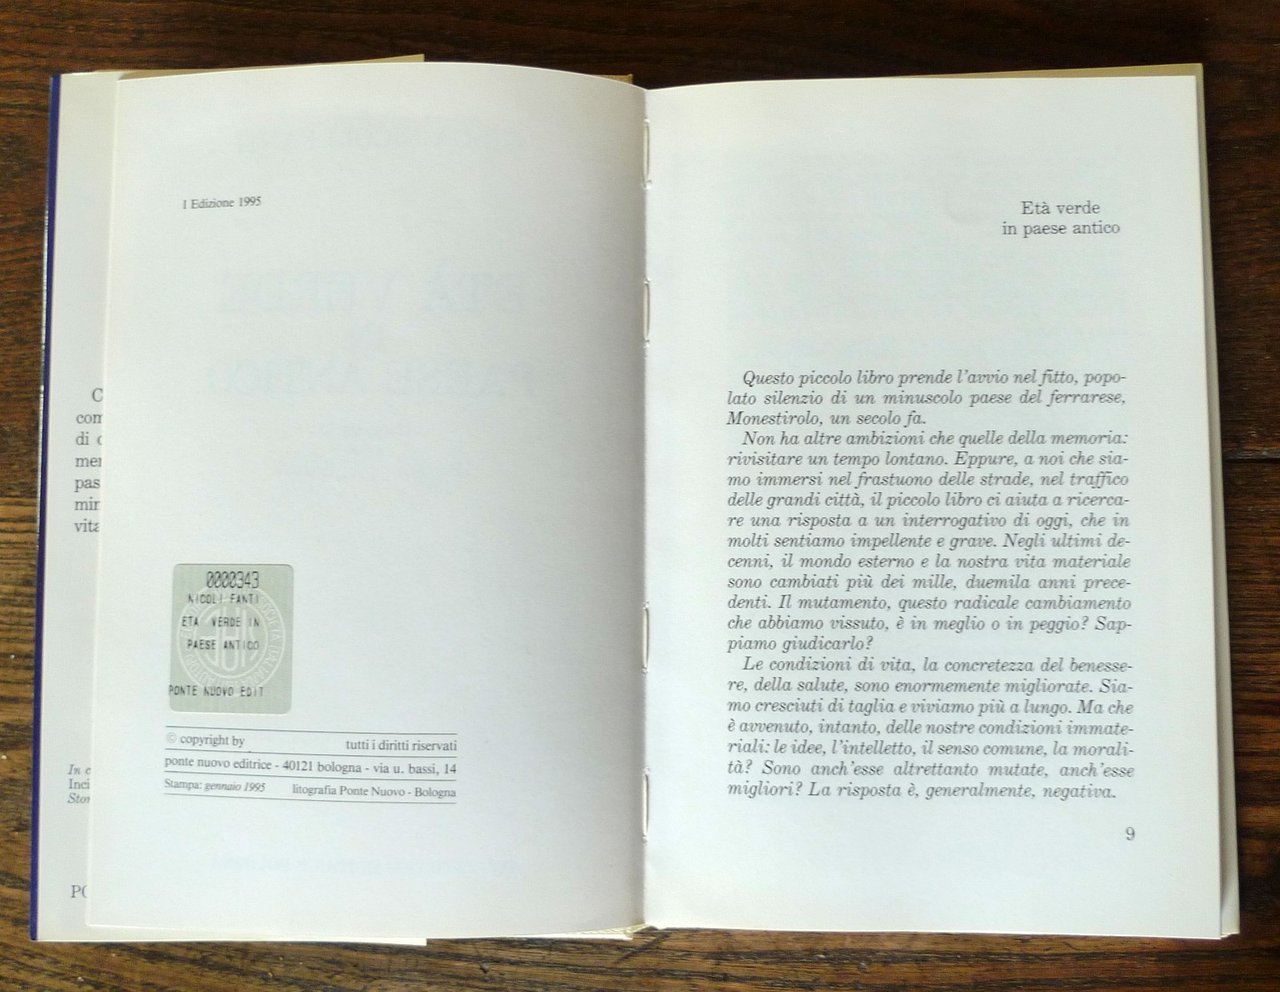 I Edizione 1995
com
di
pas
In
PO	
0000343
NICOLI FANTI
ETA VERDE IN
PAESE ANTICO
PONTE NUOVO EDIT
© copyright by tutti i diritti riservati
ponte nuovo editrice - 40121 bologna - via u. bassi, 14
Stampa: gennaio 1995 litografia Ponte Nuovo - Bologna
Età verde
in paese antico
Questo piccolo libro prende l'avvio nel fitto, popo-
lato silenzio di un minuscolo paese del ferrarese,
Monestirolo, un secolo fa.
Non ha altre ambizioni che quelle della memoria:
rivisitare un tempo lontano. Eppure, a noi che sia-
mo immersi nel frastuono delle strade, nel traffico
delle grandi città, il piccolo libro ci aiuta a ricerca-
re una risposta a un interrogativo di oggi, che in
molti sentiamo impellente e grave. Negli ultimi de-
cenni, il mondo esterno e la nostra vita materiale
sono cambiati più dei mille, duemila anni prece-
denti. Il mutamento, questo radicale cambiamento
che abbiamo vissuto, è in meglio o in peggio? Sap-
piamo giudicarlo?
Le condizioni di vita, la concretezza del benesse-
re, della salute, sono enormemente migliorate. Sia-
mo cresciuti di taglia e viviamo più a lungo. Ma che
è avvenuto, intanto, delle nostre condizioni immate-
riali: le idee, l'intelletto, il senso comune, la morali-
tà? Sono anch'esse altrettanto mutate, anch'esse
migliori? La risposta è, generalmente, negativa.
9